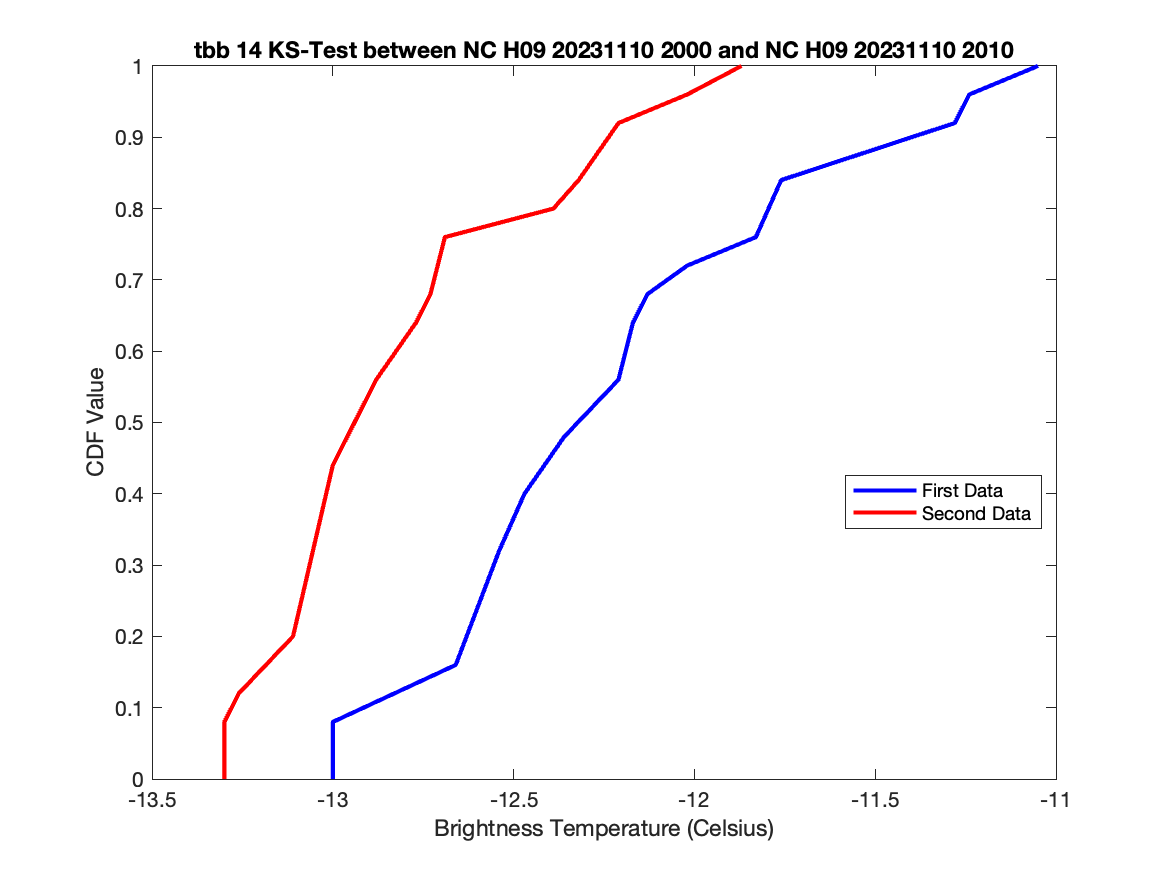 tbb 14 KS-Test between NC H09 20231110 2000 and NC H09 20231110 2010
1
0.9
0.8
0.7
0.6
0.5
0.4
0.3
0.2
0.1
0
CDF Value
First Data
Second Data
-13.5 -13 -12.5 -12 -11.5 -11
Brightness Temperature (Celsius)